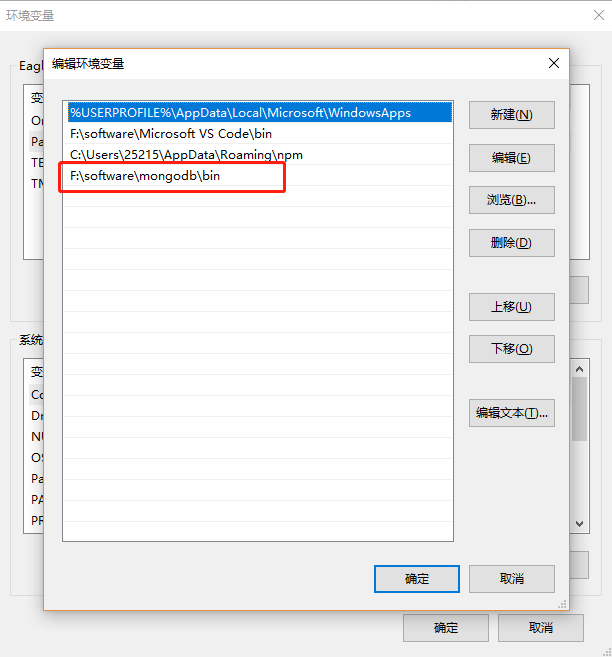 环境变量
Eagl
编辑环境变量
%USERPROFILE%\AppData\Local\Microsoft\WindowsApps
F:\software\Microsoft VS Code\bin
C:\Users\25215\AppData\Roaming\npm
F:\software\mongodb\bin
新建(N)
编辑(E)
浏览(B)...
删除(D)
上移(U)
下移(O)
编辑文本(T)...
变
Or
Pa
TE
TM
系统
变
Co
Dr
NU
OS
Pa
PA
PR
确定
取消
确定
取消